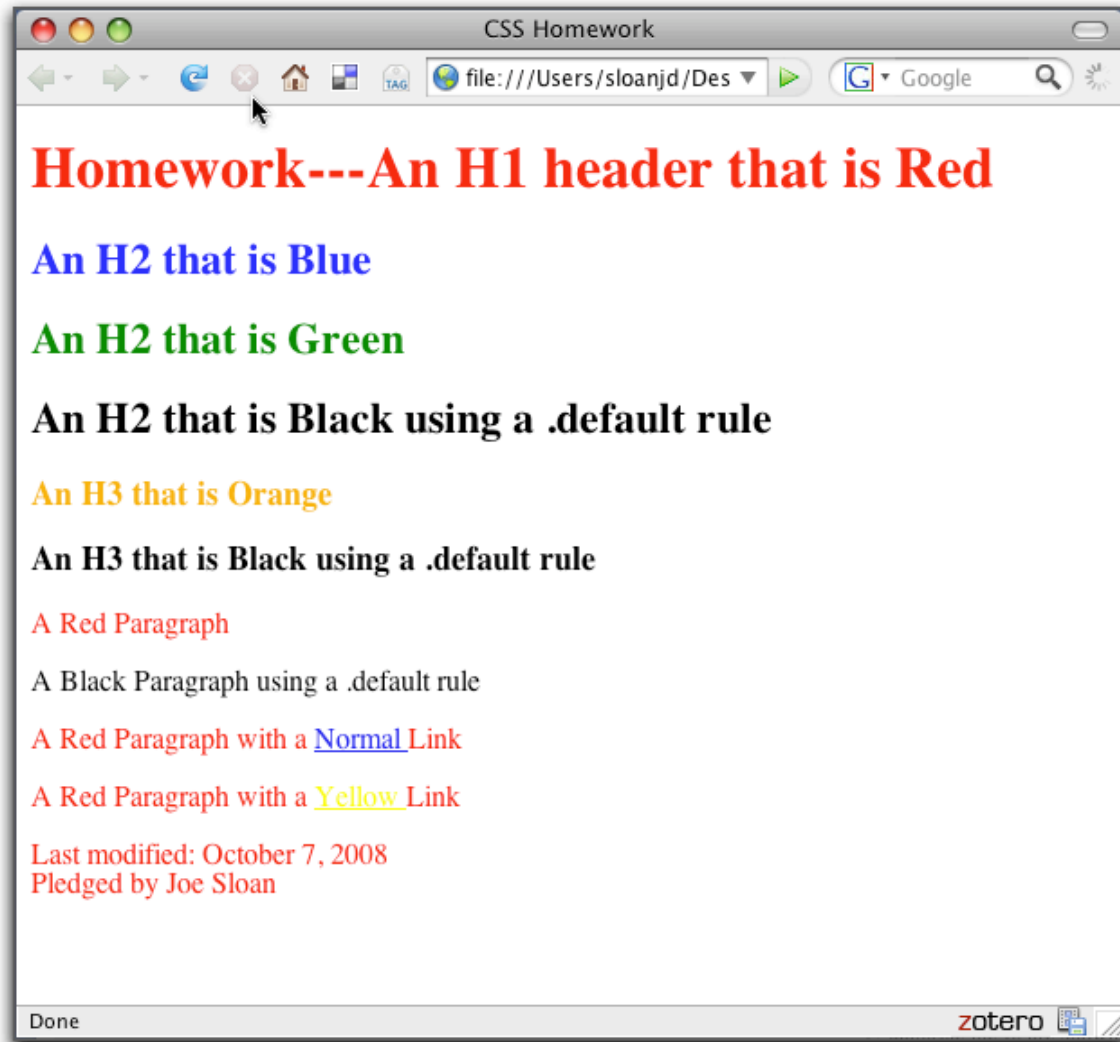 CSS Homework
TAG file:///Users/sloanjd/Des G Google
Homework---An H1 header that is Red
An H2 that is Blue
An H2 that is Green
An H2 that is Black using a .default rule
An H3 that is Orange
An H3 that is Black using a .default rule
A Red Paragraph
A Black Paragraph using a .default rule
A Red Paragraph with a Normal Link
A Red Paragraph with a Yellow Link
Last modified: October 7, 2008
Pledged by Joe Sloan
Done zotero